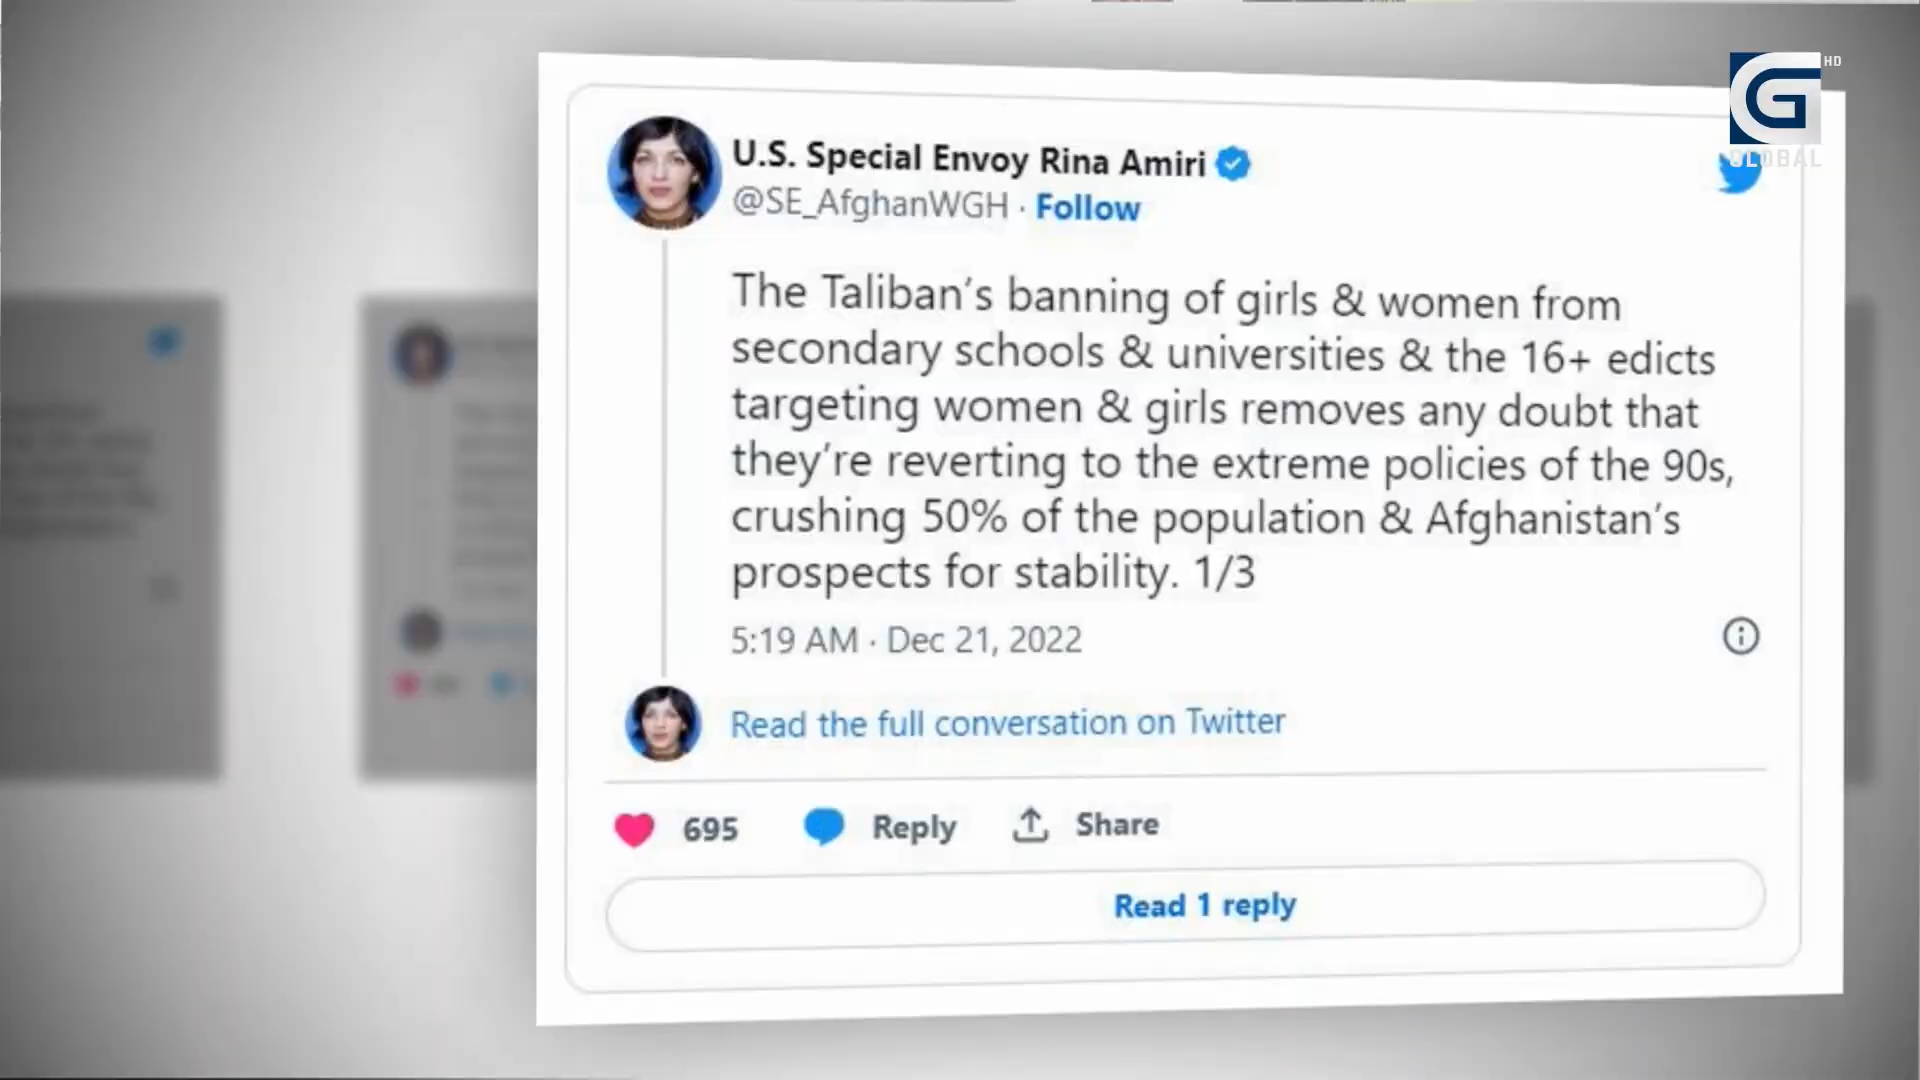 HD
GLOBAL
U.S. Special Envoy Rina Amiri
@SE_AfghanWGH · Follow
The Taliban's banning of girls & women from
secondary schools & universities & the 16+ edicts
targeting women & girls removes any doubt that
they're reverting to the extreme policies of the 90s,
crushing 50% of the population & Afghanistan's
prospects for stability. 1/3
5:19 AM · Dec 21, 2022
Read the full conversation on Twitter
695 Reply Share
Read 1 reply